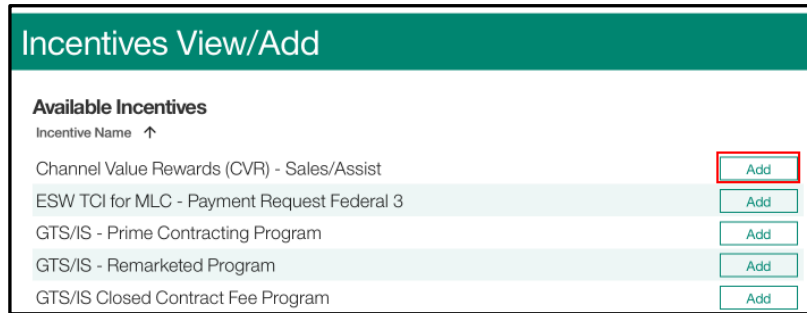 Incentives View/Add
Available Incentives
Incentive Name ↑
Channel Value Rewards (CVR) - Sales/Assist Add
ESW TCI for MLC - Payment Request Federal 3 Add
GTS/IS - Prime Contracting Program Add
GTS/IS - Remarketed Program Add
GTS/IS Closed Contract Fee Program Add